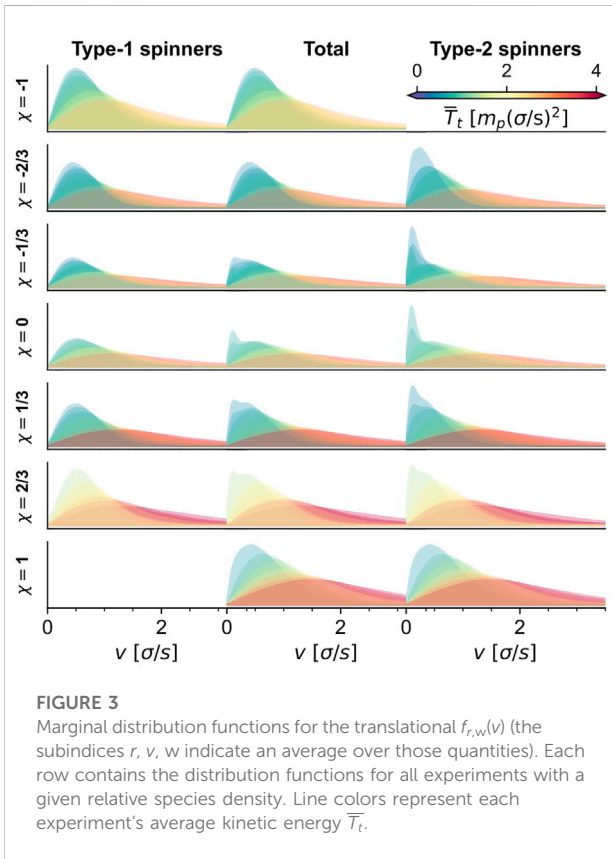 Type-1 spinners Total Type-2 spinners
0 2 4
T̅t [mp(σ/s)²]
χ = -1
χ = -2/3
χ = -1/3
χ = 0
χ = 1/3
χ = 2/3
χ = 1
0 2 0 2 0 2
v [σ/s] v [σ/s] v [σ/s]
FIGURE 3
Marginal distribution functions for the translational fr,w(v) (the
subindices r, v, w indicate an average over those quantities). Each
row contains the distribution functions for all experiments with a
given relative species density. Line colors represent each
experiment's average kinetic energy T̅t.